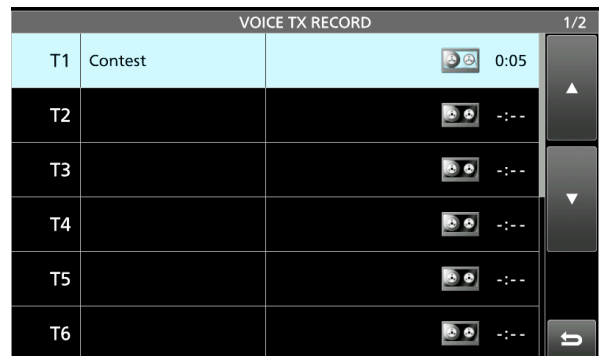 VOICE TX RECORD 1/2
T1 Contest 0:05
T2 -:--
T3 -:--
T4 -:--
T5 -:--
T6 -:--